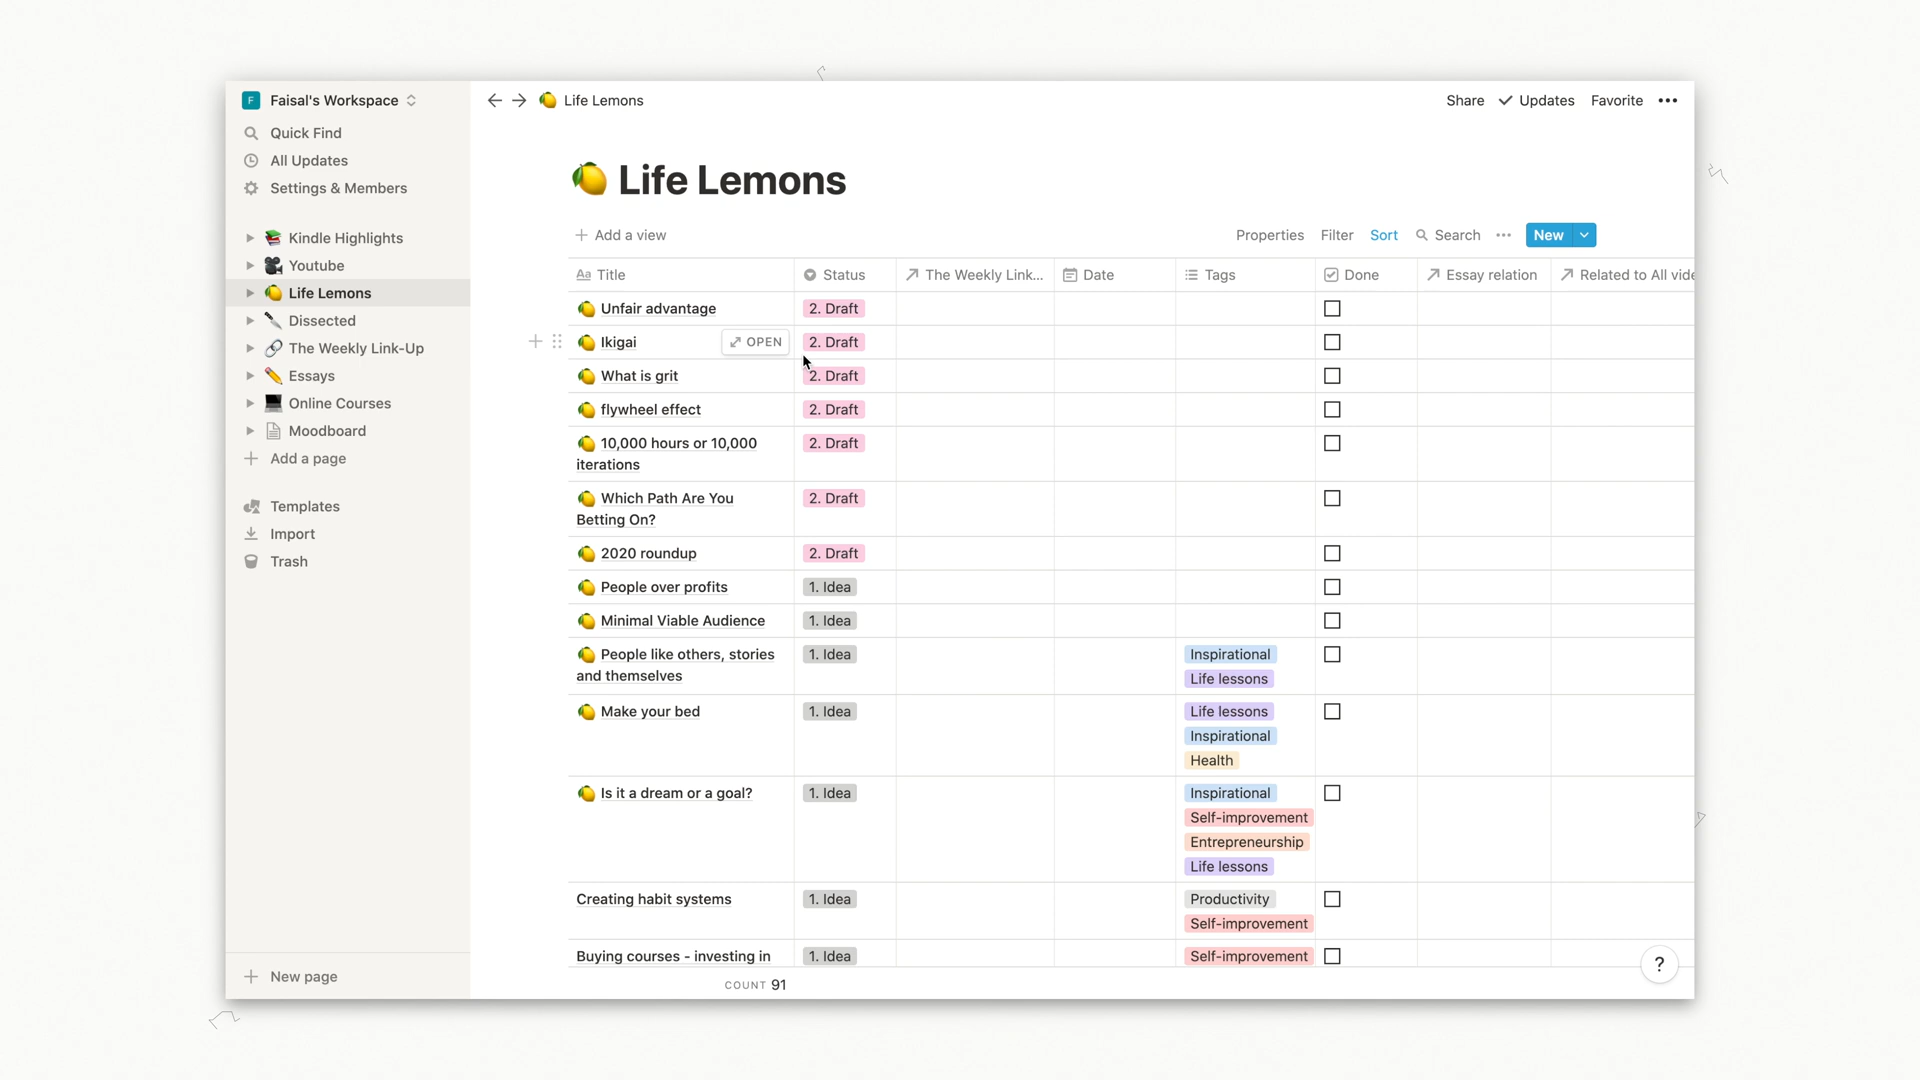 F Faisal's Workspace
Quick Find
All Updates
Settings & Members
Kindle Highlights
Youtube
Life Lemons
Dissected
The Weekly Link-Up
Essays
Online Courses
Moodboard
Add a page
Templates
Import
Trash
New page
Life Lemons
Share Updates Favorite •••
Life Lemons
Add a view
Properties Filter Sort Search ••• New
Aa Title Status The Weekly Link... Date Tags Done Essay relation Related to All vide
Unfair advantage 2. Draft
Ikigai OPEN 2. Draft
What is grit 2. Draft
flywheel effect 2. Draft
10,000 hours or 10,000 2. Draft
iterations
Which Path Are You 2. Draft
Betting On?
2020 roundup 2. Draft
People over profits 1. Idea
Minimal Viable Audience 1. Idea
People like others, stories 1. Idea Inspirational
and themselves Life lessons
Make your bed 1. Idea Life lessons
Inspirational
Health
Is it a dream or a goal? 1. Idea Inspirational
Self-improvement
Entrepreneurship
Life lessons
Creating habit systems 1. Idea Productivity
Self-improvement
Buying courses - investing in 1. Idea Self-improvement
COUNT 91
?